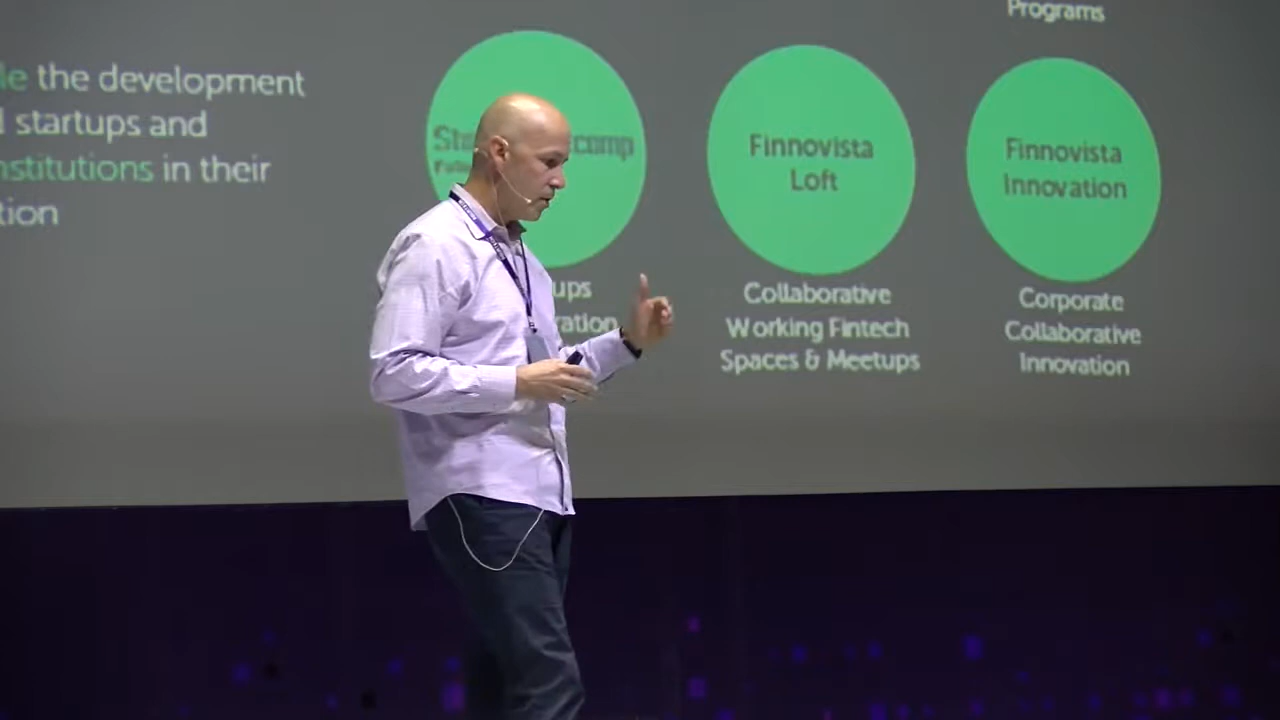 Programs
the development
startups and
nstitutions in their
tion
Finnovista
Loft
Finnovista
Innovation
ups
ration
Collaborative
Working Fintech
Spaces & Meetups
Corporate
Collaborative
Innovation